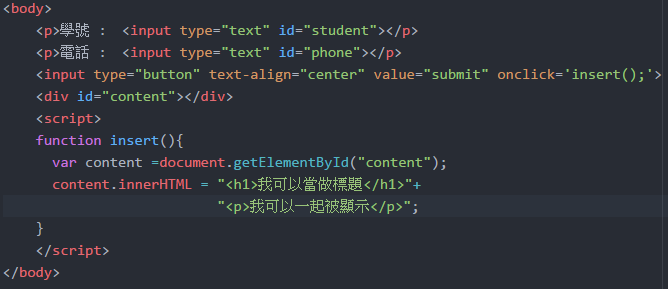 <body>
<p>學號 : <input type="text" id="student"></p>
<p>電話 : <input type="text" id="phone"></p>
<input type="button" text-align="center" value="submit" onclick='insert();'>
<div id="content"></div>
<script>
function insert(){
var content =document.getElementById("content");
content.innerHTML = "<h1>我可以當做標題</h1>"+
"<p>我可以一起被顯示</p>";
}
</script>
</body>